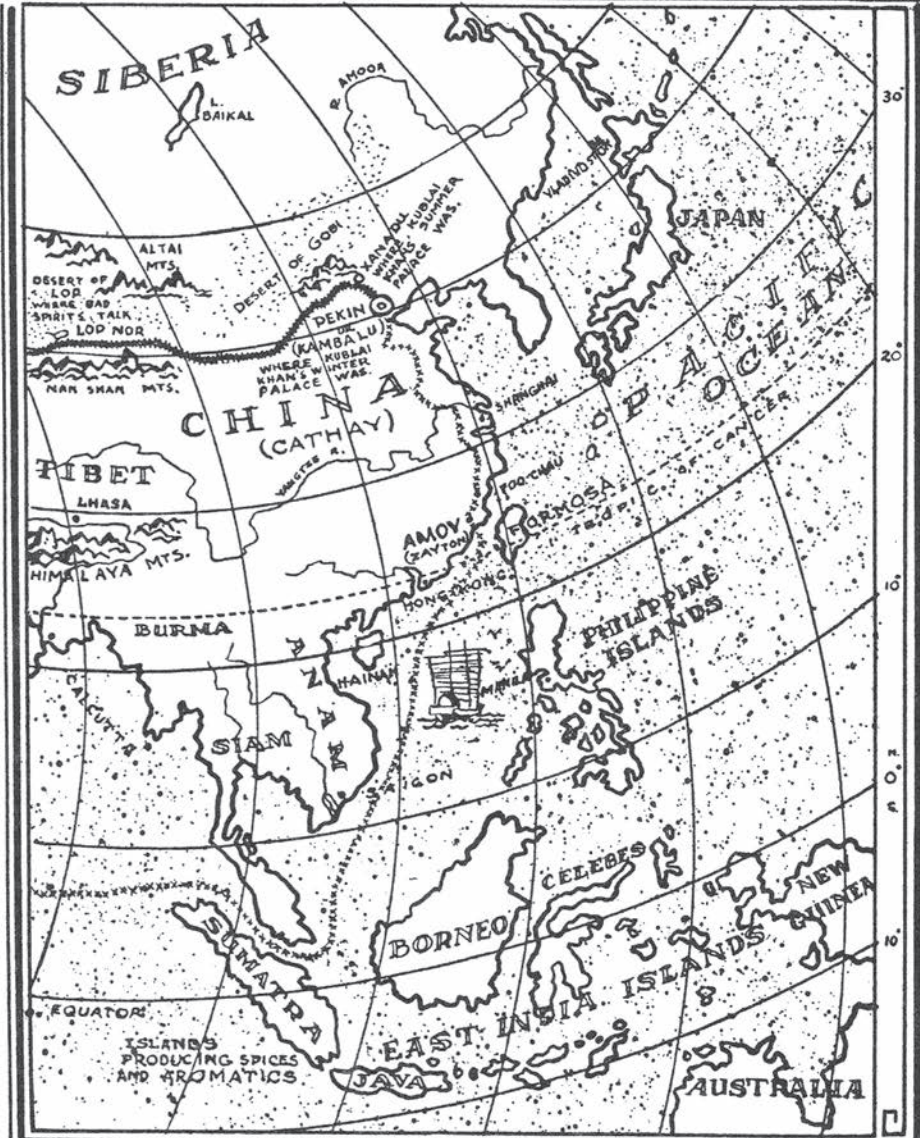 SIBERIA
L.
BAIKAL
R. AMOOR
30°
VLADIVOSTOK
JAPAN
ALTAI
MTS.
DESERT OF GOBI
XANADU
WHERE KUBLAI
KHAN'S SUMMER
PALACE WAS.
DESERT OF
LOP
WHERE BAD
SPIRITS TALK
LOP NOR
PEKIN
OR
(KAMBALU)
WHERE KUBLAI
KHAN'S WINTER
PALACE WAS.
NAN SHAN MTS.
PACIFIC
OCEAN
20°
CHINA
(CATHAY)
SHANGHAI
YANGTSE R.
TIBET
LHASA
FOO-CHAU
FORMOSA
TROPIC OF CANCER
AMOY
(ZAYTON)
HIMALAYA MTS.
HONG KONG
10°
BURMA
PHILIPPINE
ISLANDS
ANAM
HAINAN
MANILA
CALCUTTA
SIAM
SAIGON
N.
0°
S.
CELEBES
NEW
GUINEA
BORNEO
SUMATRA
10°
EAST INDIA ISLANDS
0. EQUATOR
ISLANDS
PRODUCING SPICES
AND AROMATICS
JAVA
AUSTRALIA